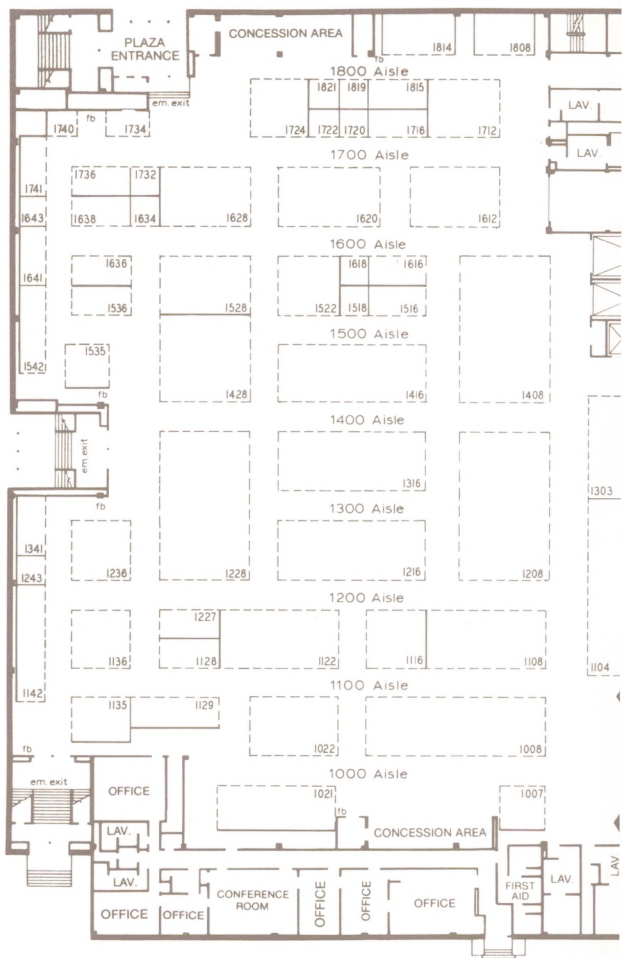 PLAZA
ENTRANCE
CONCESSION AREA
1814
1808
fb
em. exit
1800 Aisle
1821
1819
1815
LAV.
fb
1740
1734
1724
1722
1720
1716
1712
LAV.
1700 Aisle
1736
1732
1741
1643
1638
1634
1628
1620
1612
1600 Aisle
1636
1618
1616
1641
1536
1528
1522
1518
1516
1500 Aisle
1535
1542
1428
1416
1408
fb
1400 Aisle
em. exit
1316
1303
fb
1300 Aisle
1341
1243
1236
1228
1216
1208
1200 Aisle
1227
1136
1128
1122
1116
1108
1104
1142
1100 Aisle
1135
1129
1022
1008
fb
1000 Aisle
em. exit
OFFICE
1021
1007
fb
LAV.
CONCESSION AREA
LAV.
OFFICE
OFFICE
CONFERENCE
ROOM
OFFICE
OFFICE
OFFICE
FIRST
AID
LAV.
LAV.